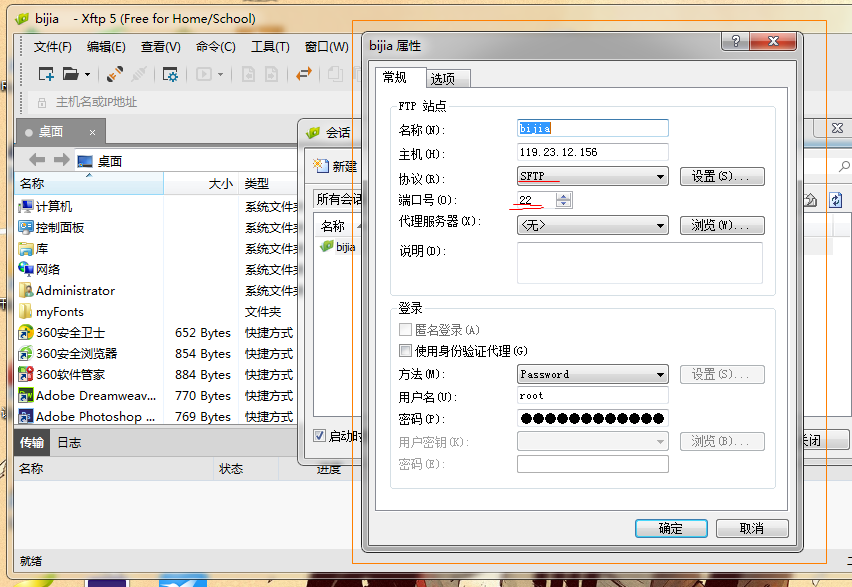 bijia - Xftp 5 (Free for Home/School)
文件(F) 编辑(E) 查看(V) 命令(C) 工具(T) 窗口(W)
主机名或IP地址
桌面 ×
桌面
名称 大小 类型
计算机 系统文件夹
控制面板 系统文件夹
库 系统文件夹
网络 系统文件夹
Administrator 系统文件夹
myFonts 文件夹
360安全卫士 652 Bytes 快捷方式
360安全浏览器 854 Bytes 快捷方式
360软件管家 884 Bytes 快捷方式
Adobe Dreamweav... 770 Bytes 快捷方式
Adobe Photoshop ... 769 Bytes 快捷方式
传输 日志
名称 状态 进度
就绪
会话
新建
所有会话
名称
bijia
启动时
关闭
bijia 属性
常规 选项
FTP 站点
名称(N): bijia
主机(H): 119.23.12.156
协议(R): SFTP 设置(S)...
端口号(O): 22
代理服务器(X): <无> 浏览(W)...
说明(D):
登录
匿名登录(A)
使用身份验证代理(G)
方法(M): Password 设置(S)...
用户名(U): root
密码(P): ●●●●●●●●●●●●
用户密钥(K): 浏览(B)...
密码(E):
确定 取消